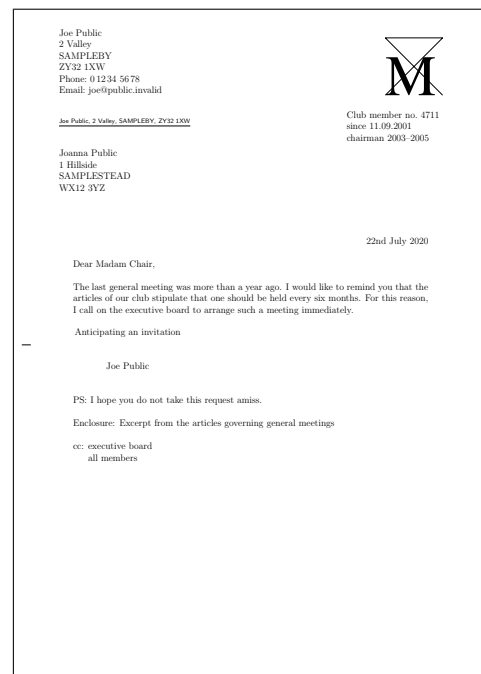 Joe Public
2 Valley
SAMPLEBY
ZY32 1XW
Phone: 0 12 34 56 78
Email: joe@public.invalid
M
Joe Public, 2 Valley, SAMPLEBY, ZY32 1XW
Club member no. 4711
since 11.09.2001
chairman 2003–2005
Joanna Public
1 Hillside
SAMPLESTEAD
WX12 3YZ
22nd July 2020
Dear Madam Chair,
The last general meeting was more than a year ago. I would like to remind you that the
articles of our club stipulate that one should be held every six months. For this reason,
I call on the executive board to arrange such a meeting immediately.
Anticipating an invitation
Joe Public
PS: I hope you do not take this request amiss.
Enclosure: Excerpt from the articles governing general meetings
cc: executive board
all members